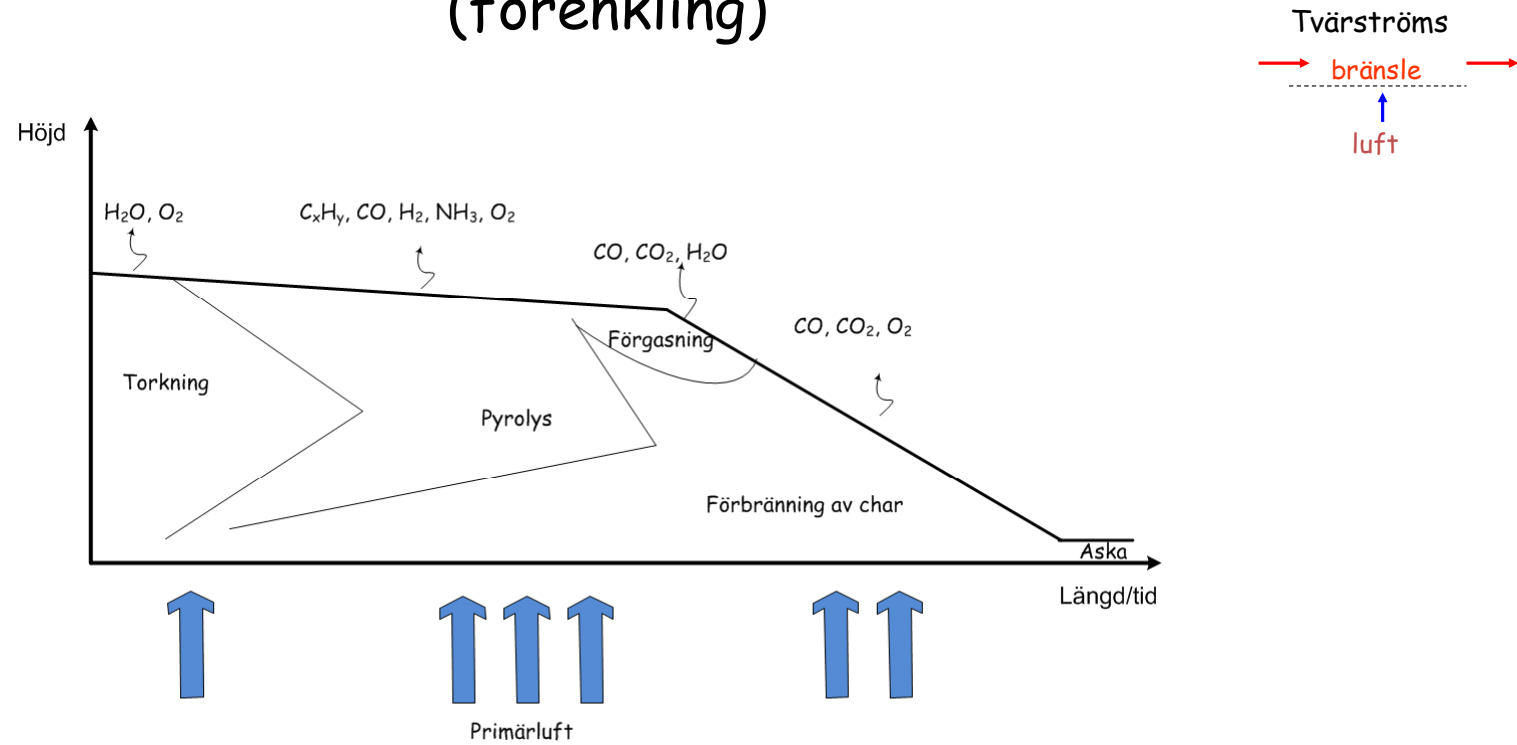 (förenkling)
Tvärströms
bränsle
luft
Höjd
H₂O, O₂
CₓHᵧ, CO, H₂, NH₃, O₂
CO, CO₂, H₂O
CO, CO₂, O₂
Förgasning
Torkning
Pyrolys
Förbränning av char
Aska
Längd/tid
Primärluft